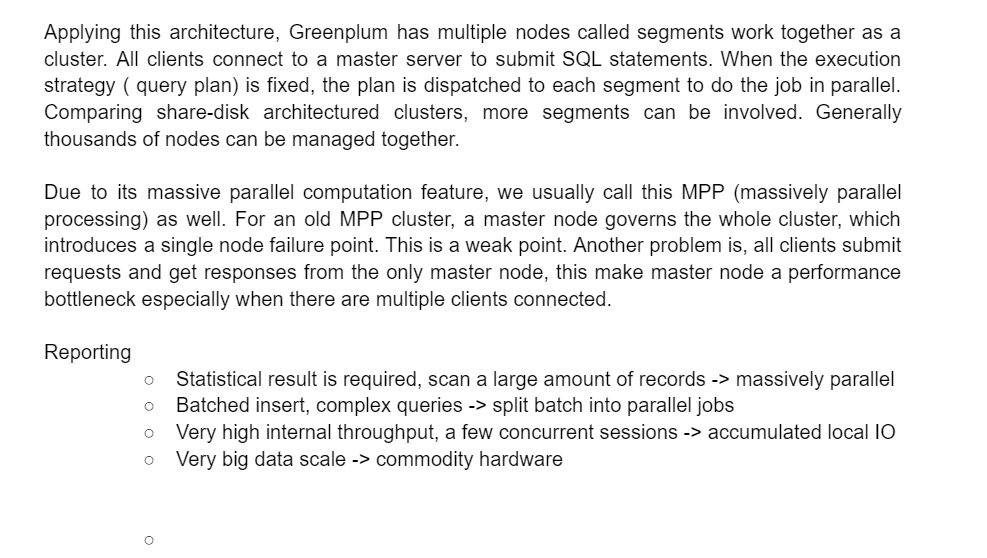 Applying this architecture, Greenplum has multiple nodes called segments work together as a
cluster. All clients connect to a master server to submit SQL statements. When the execution
strategy ( query plan) is fixed, the plan is dispatched to each segment to do the job in parallel.
Comparing share-disk architectured clusters, more segments can be involved. Generally
thousands of nodes can be managed together.
Due to its massive parallel computation feature, we usually call this MPP (massively parallel
processing) as well. For an old MPP cluster, a master node governs the whole cluster, which
introduces a single node failure point. This is a weak point. Another problem is, all clients submit
requests and get responses from the only master node, this make master node a performance
bottleneck especially when there are multiple clients connected.
Reporting
○ Statistical result is required, scan a large amount of records -> massively parallel
○ Batched insert, complex queries -> split batch into parallel jobs
○ Very high internal throughput, a few concurrent sessions -> accumulated local IO
○ Very big data scale -> commodity hardware
○